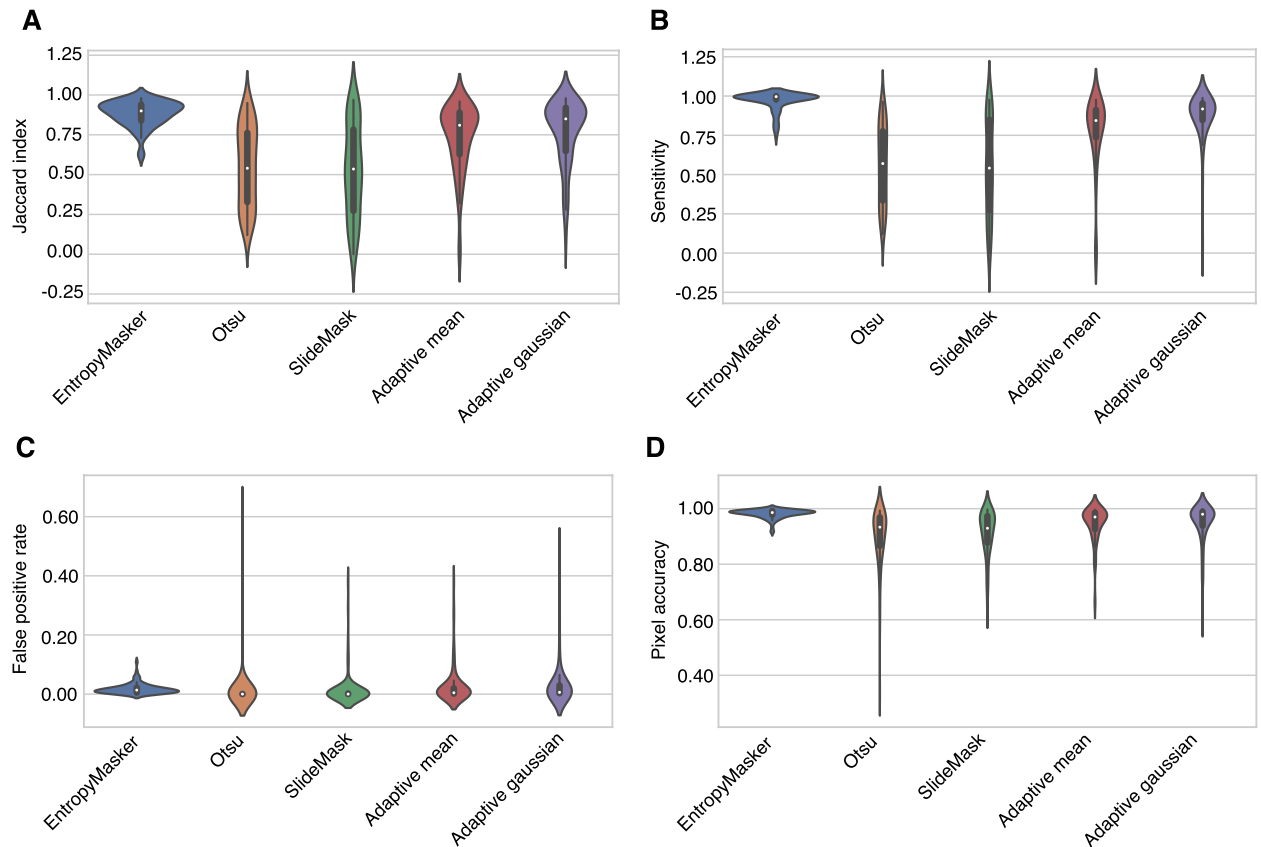 A
Jaccard index
1.25
1.00
0.75
0.50
0.25
0.00
-0.25
EntropyMasker
Otsu
SlideMask
Adaptive mean
Adaptive gaussian
B
Sensitivity
1.25
1.00
0.75
0.50
0.25
0.00
-0.25
EntropyMasker
Otsu
SlideMask
Adaptive mean
Adaptive gaussian
C
False positive rate
0.60
0.40
0.20
0.00
EntropyMasker
Otsu
SlideMask
Adaptive mean
Adaptive gaussian
D
Pixel accuracy
1.00
0.80
0.60
0.40
EntropyMasker
Otsu
SlideMask
Adaptive mean
Adaptive gaussian